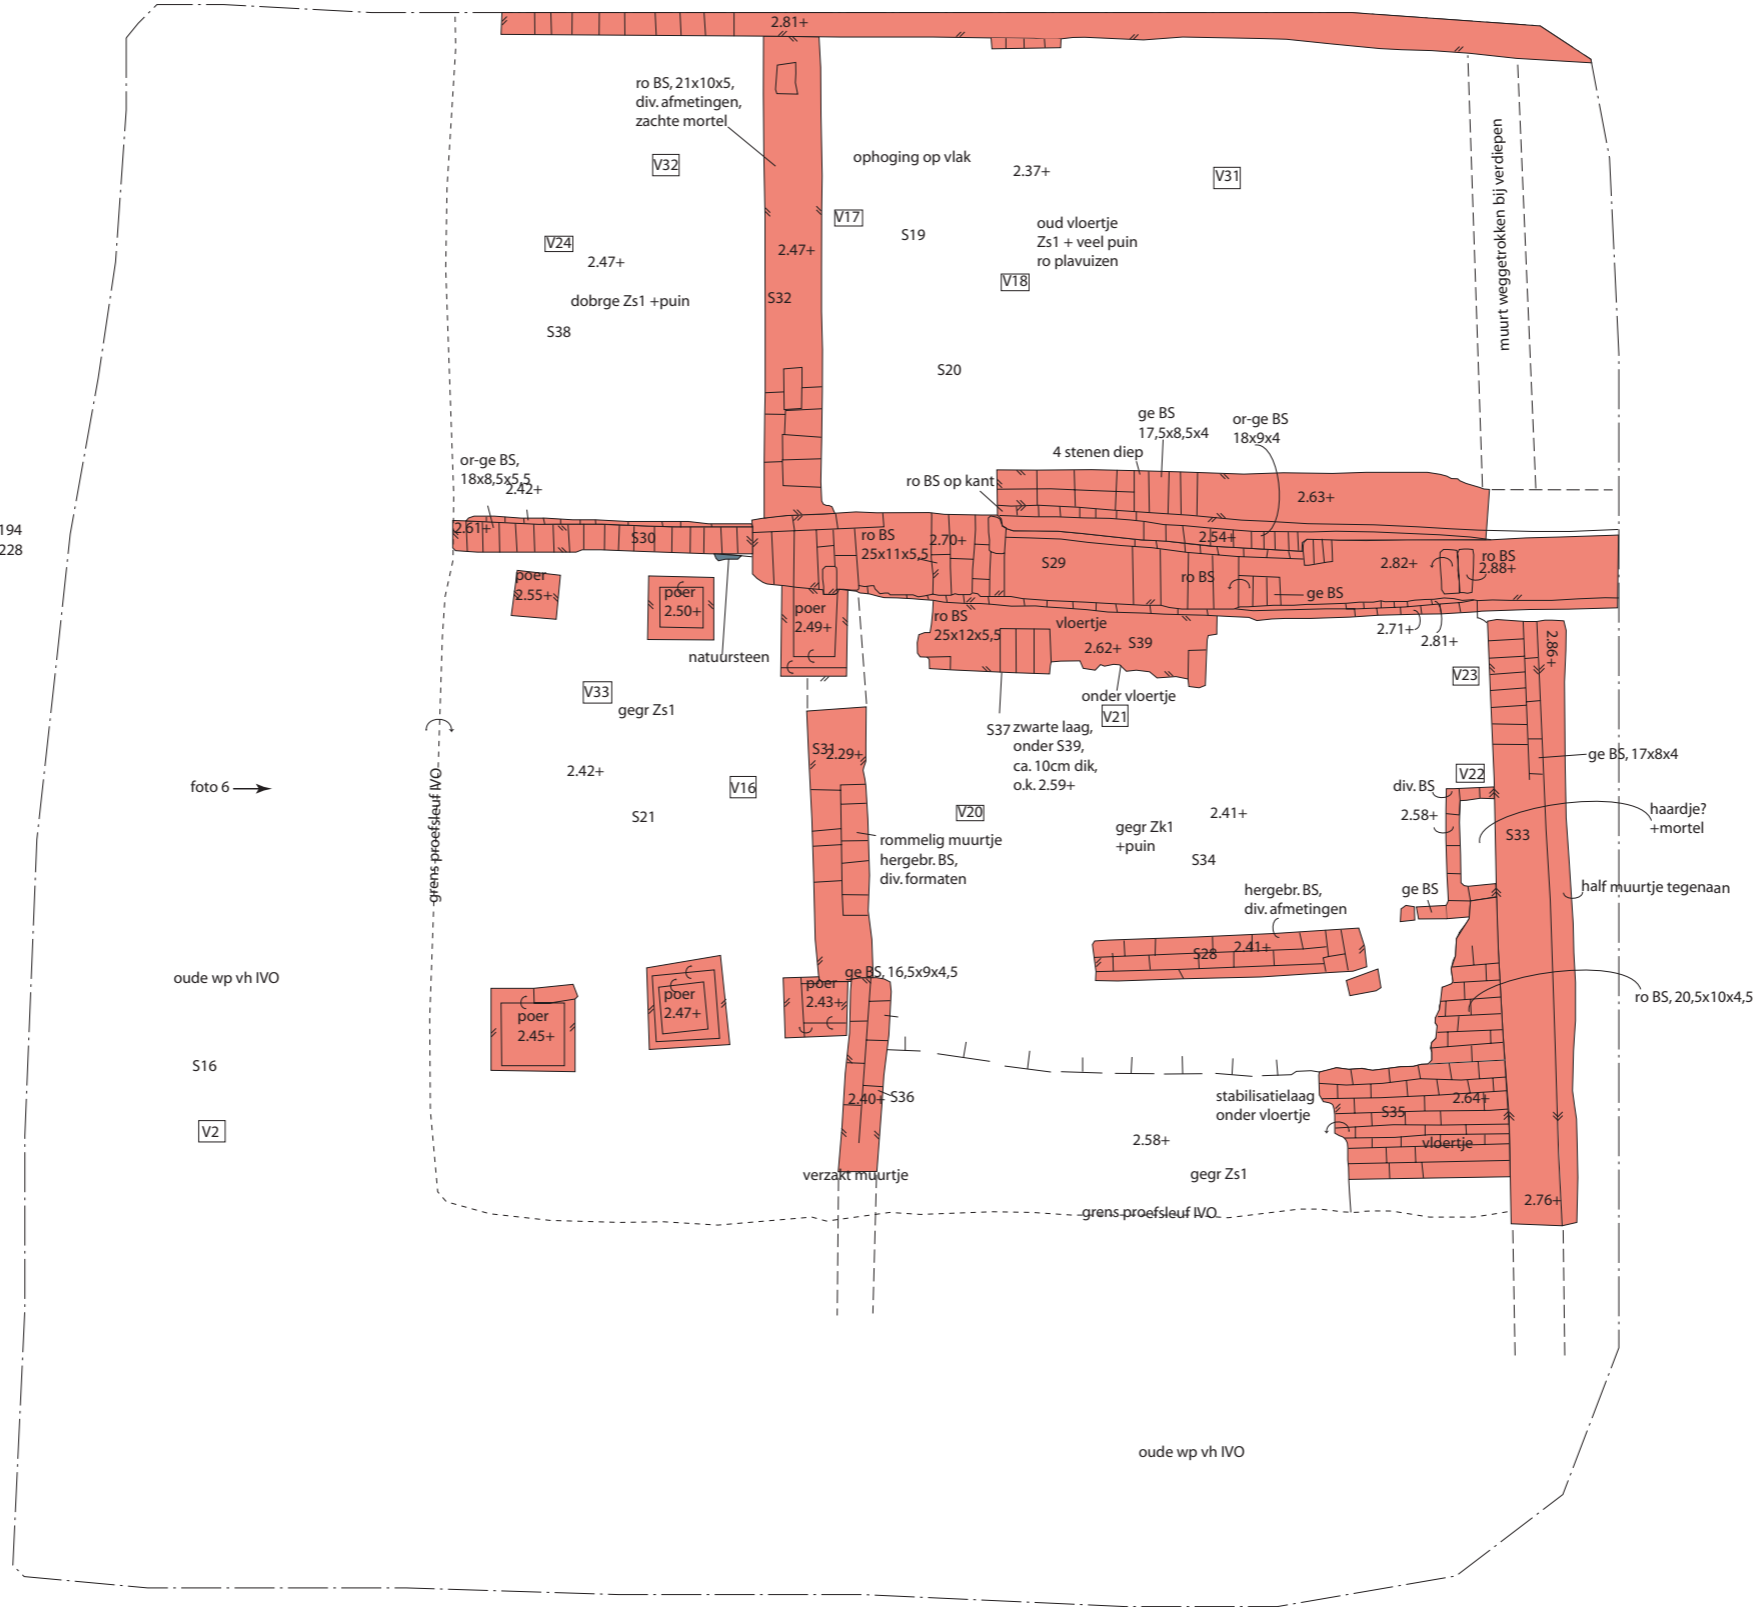 2.81+
ro BS, 21x10x5,
div. afmetingen,
zachte mortel
V32
ophoging op vlak
2.37+
V31
muurt weggetrokken bij verdiepen
V17
S19
oud vloertje
Zs1 + veel puin
ro plavuizen
V24
2.47+
2.47+
V18
dobrge Zs1 +puin
S32
S38
S20
ge BS
17,5x8,5x4
or-ge BS
18x9x4
4 stenen diep
or-ge BS,
18x8,5x5,5
2.42+
ro BS op kant
2.63+
194
228
2.61+
S30
ro BS
25x11x5,5
2.70+
2.54+
S29
ro BS
2.82+
ro BS
2.88+
ge BS
poer
2.55+
poer
2.50+
poer
2.49+
ro BS
25x12x5,5
vloertje
2.62+
S39
2.71+
2.81+
2.86+
natuursteen
V23
V33
gegr Zs1
onder vloertje
V21
S37
zwarte laag,
onder S39,
ca. 10cm dik,
o.k. 2.59+
S31
2.29+
ge BS, 17x8x4
2.42+
V16
V22
foto 6
grens proefsleuf IVO
div. BS
haardje?
+mortel
S21
V20
2.41+
2.58+
gegr Zk1
+puin
S33
rommelig muurtje
hergebr. BS,
div. formaten
S34
hergebr. BS,
div. afmetingen
ge BS
half muurtje tegenaan
S28
2.41+
oude wp vh IVO
ge BS, 16,5x9x4,5
poer
2.45+
poer
2.47+
poer
2.43+
ro BS, 20,5x10x4,5
S16
2.40+
S36
stabilisatielaag
onder vloertje
2.64+
S35
V2
2.58+
vloertje
verzakt muurtje
gegr Zs1
2.76+
grens proefsleuf IVO
oude wp vh IVO